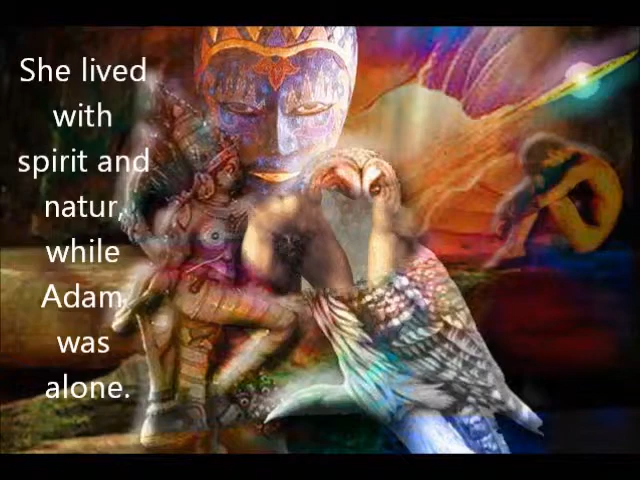 She lived
with
spirit and
natur,
while
Adam
was
alone.